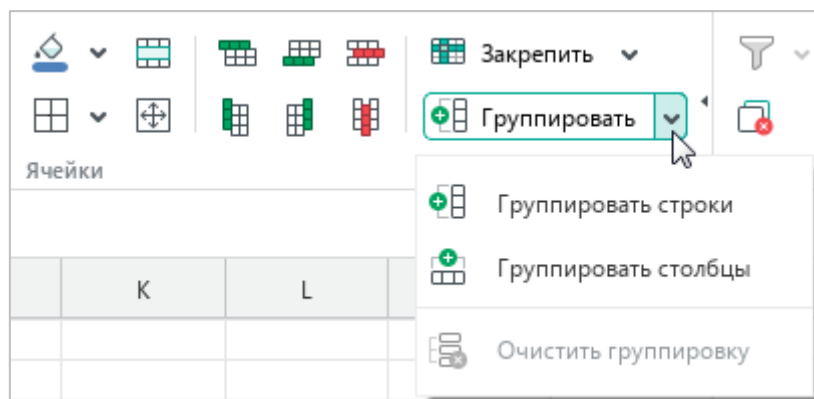 Закрепить
Группировать
Ячейки
Группировать строки
Группировать столбцы
K L
Очистить группировку